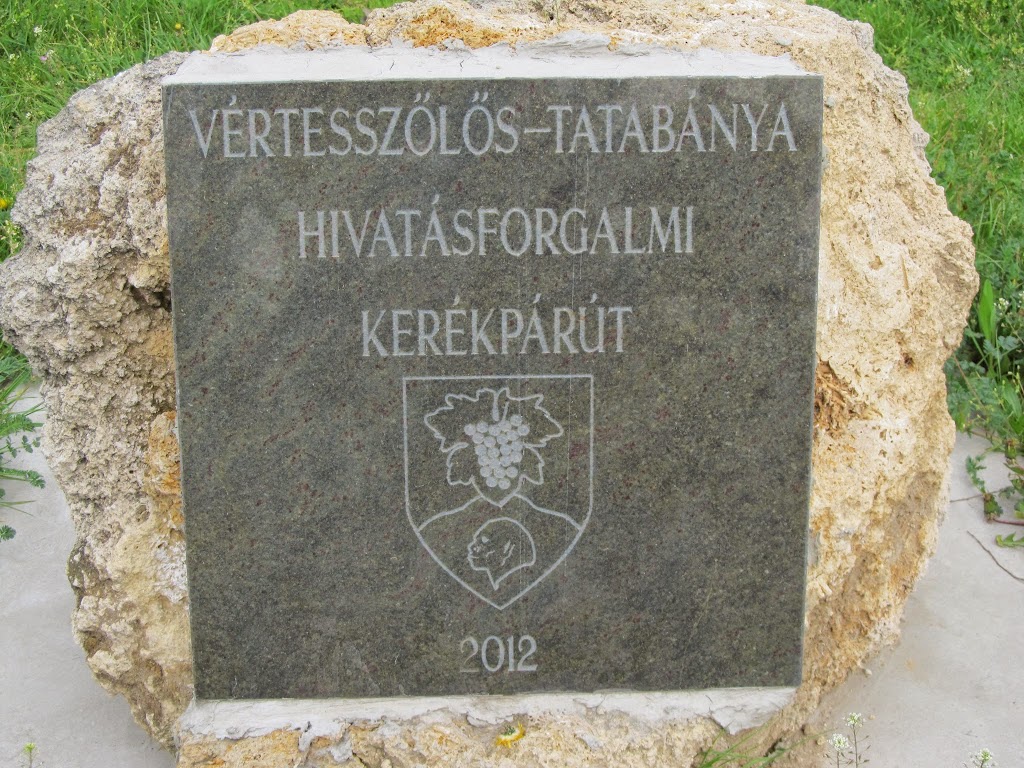 VÉRTESSZŐLŐS–TATABÁNYA
HIVATÁSFORGALMI
KERÉKPÁRÚT
2012